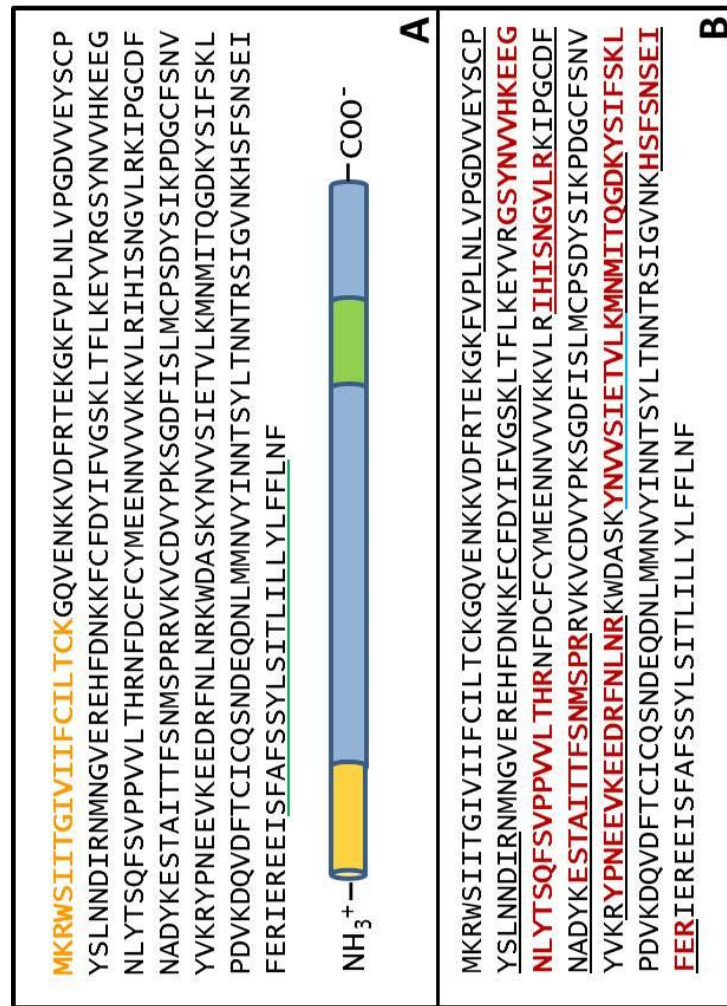 A
MKRWSIITGIVIIFCILTCKGQVENKKVDFRTEKGKFVPLNLVPGDVVEYSCP
YSLNNDIRNMNGVEREHFDNKKFCFDYIFVGSKLTFLKEYVRGSYNVVHKEEG
NLYTSQFSVPPVVLTHRNFDCFCYMEENNVVVKKVLRIHISNGVLRKIPGCDF
NADYKESTAITTFSNMSPRRVKVCDVYPKSGDFISLMCPSDYSIKPDGCFSNV
YVKRYPNEEVKEEDRFNLNRKWDASKYNVVSIETVLKMNMITQGDKYSIFSKL
PDVKDQVDFTCICQSNDEQDNLMMNVYINNTSYLTNNTRSIGVNKHSFSNSEI
FERIEREEISFAFSSYLSITLILLYLFFLNF
NH₃⁺ COO⁻
B
MKRWSIITGIVIIFCILTCKGQVENKKVDFRTEKGKFVPLNLVPGDVVEYSCP
YSLNNDIRNMNGVEREHFDNKKFCFDYIFVGSKLTFLKEYVRGSYNVVHKEEG
NLYTSQFSVPPVVLTHRNFDCFCYMEENNVVVKKVLRIHISNGVLRKIPGCDF
NADYKESTAITTFSNMSPRRVKVCDVYPKSGDFISLMCPSDYSIKPDGCFSNV
YVKRYPNEEVKEEDRFNLNRKWDASKYNVVSIETVLKMNMITQGDKYSIFSKL
PDVKDQVDFTCICQSNDEQDNLMMNVYINNTSYLTNNTRSIGVNKHSFSNSEI
FERIEREEISFAFSSYLSITLILLYLFFLNF